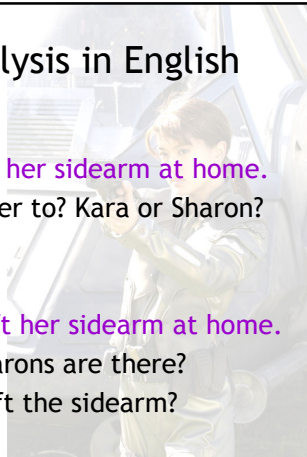 lysis in English
her sidearm at home.
er to? Kara or Sharon?
t her sidearm at home.
arons are there?
ft the sidearm?